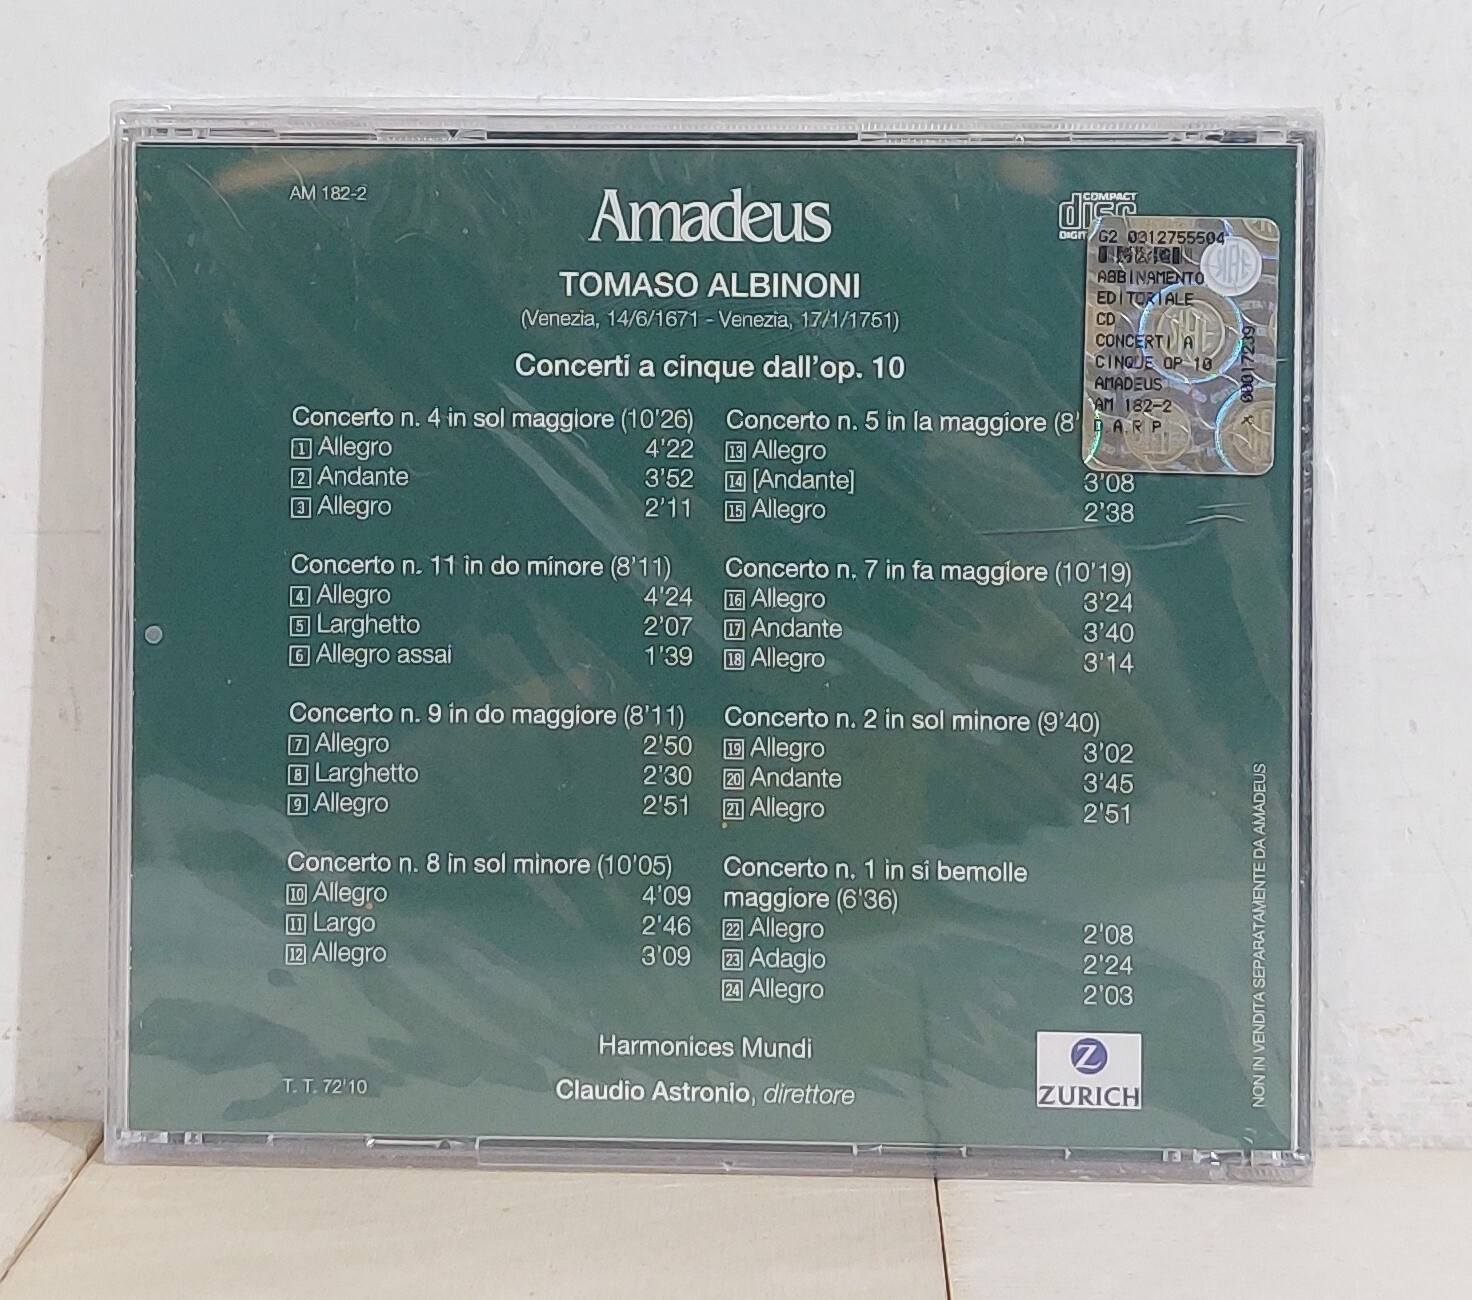 AM 182-2
Amadeus
COMPACT
disc
DIGIT
TOMASO ALBINONI
(Venezia, 14/6/1671 - Venezia, 17/1/1751)
Concerti a cinque dall'op. 10
Concerto n. 4 in sol maggiore (10'26)
1 Allegro 4'22
2 Andante 3'52
3 Allegro 2'11
Concerto n. 11 in do minore (8'11)
4 Allegro 4'24
5 Larghetto 2'07
6 Allegro assai 1'39
Concerto n. 9 in do maggiore (8'11)
7 Allegro 2'50
8 Larghetto 2'30
9 Allegro 2'51
Concerto n. 8 in sol minore (10'05)
10 Allegro 4'09
11 Largo 2'46
12 Allegro 3'09
Concerto n. 5 in la maggiore (8'
13 Allegro
14 [Andante] 3'08
15 Allegro 2'38
Concerto n. 7 in fa maggiore (10'19)
16 Allegro 3'24
17 Andante 3'40
18 Allegro 3'14
Concerto n. 2 in sol minore (9'40)
19 Allegro 3'02
20 Andante 3'45
21 Allegro 2'51
Concerto n. 1 in si bemolle
maggiore (6'36)
22 Allegro 2'08
23 Adagio 2'24
24 Allegro 2'03
Harmonices Mundi
Claudio Astronio, direttore
T. T. 72'10
Z
ZURICH
NON IN VENDITA SEPARATAMENTE DA AMADEUS
G2 0312755504
ABBINAMENTO
EDITORIALE
CD
CONCERTI A
CINQUE OP 10
AMADEUS
AM 182-2
D.A.R P
* 00017239